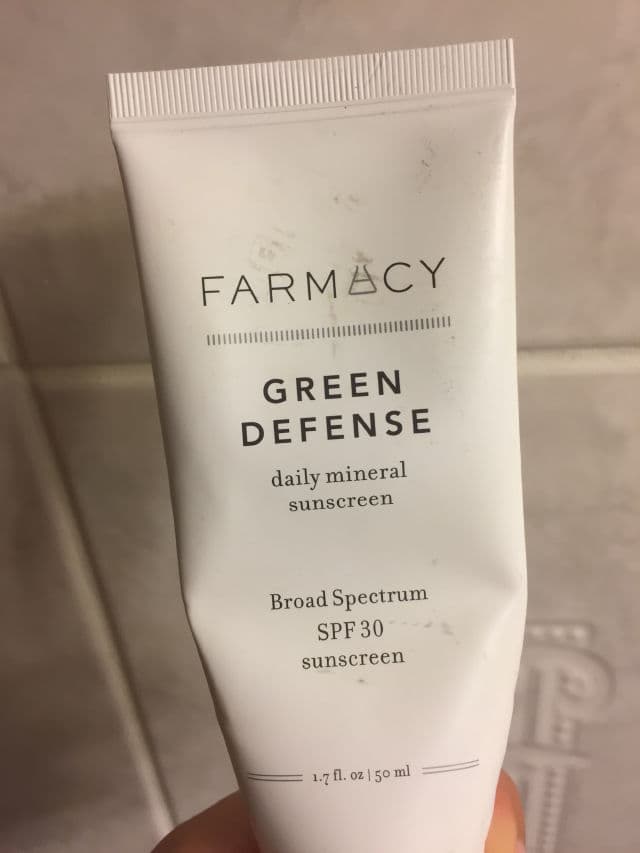 FARMACY
GREEN
DEFENSE
daily mineral
sunscreen
Broad Spectrum
SPF 30
sunscreen
1.7 fl. oz | 50 ml